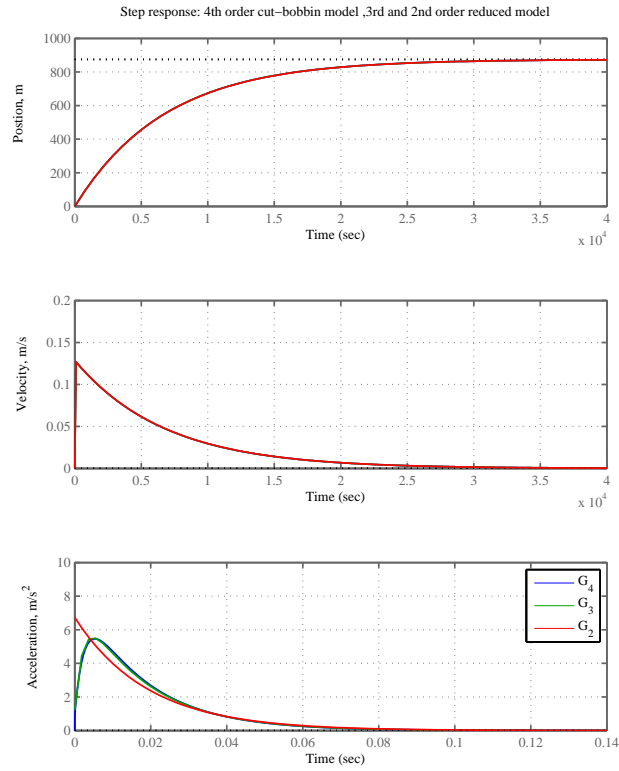 Step response: 4th order cut−bobbin model ,3rd and 2nd order reduced model
1000
800
600
400
200
0
Postion, m
0 0.5 1 1.5 2 2.5 3 3.5 4
x 10^4
Time (sec)
0.2
0.15
0.1
0.05
0
Velocity, m/s
0 0.5 1 1.5 2 2.5 3 3.5 4
x 10^4
Time (sec)
10
8
6
4
2
0
Acceleration, m/s^2
G_4
G_3
G_2
0 0.02 0.04 0.06 0.08 0.1 0.12 0.14
Time (sec)